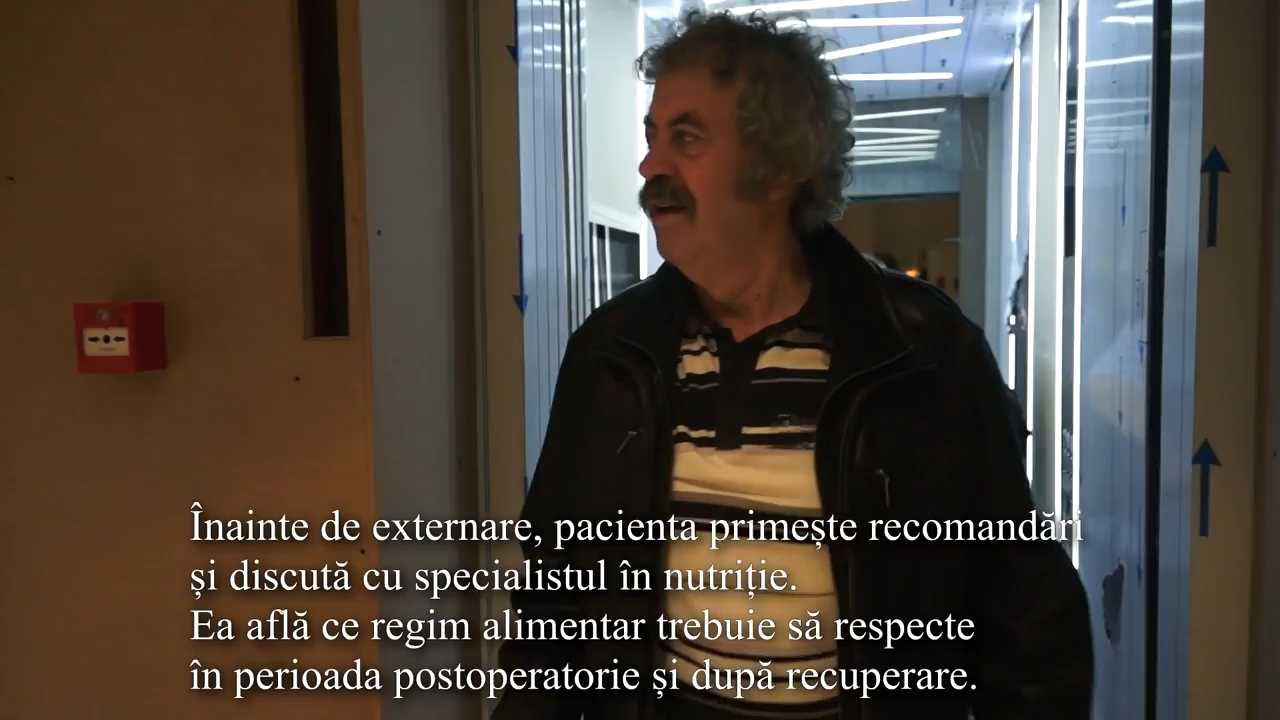 Înainte de externare, pacienta primește recomandări
și discută cu specialistul în nutriție.
Ea află ce regim alimentar trebuie să respecte
în perioada postoperatorie și după recuperare.